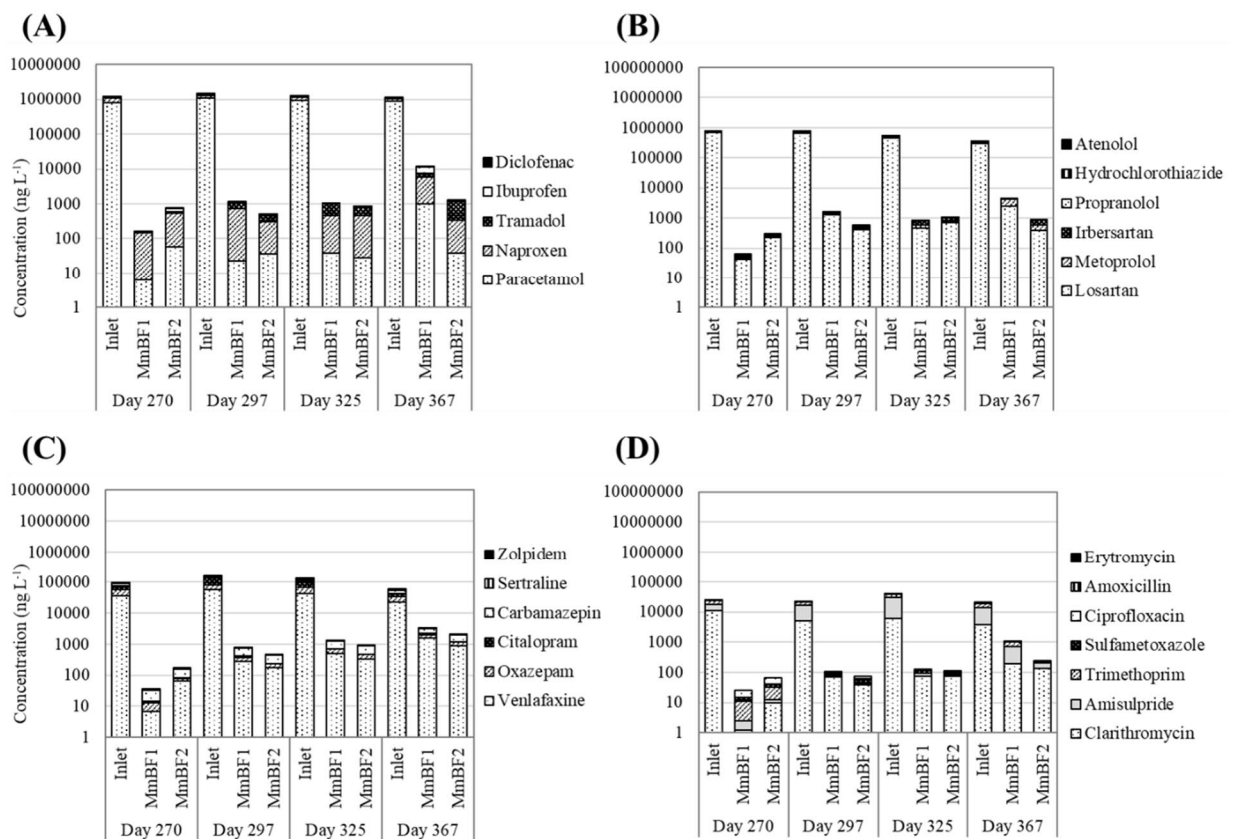 (A)
Concentration (ng L-1)
10000000
1000000
100000
10000
1000
100
10
1
Inlet
MmBF1
MmBF2
Inlet
MmBF1
MmBF2
Inlet
MmBF1
MmBF2
Inlet
MmBF1
MmBF2
Day 270
Day 297
Day 325
Day 367
Diclofenac
Ibuprofen
Tramadol
Naproxen
Paracetamol
(B)
100000000
10000000
1000000
100000
10000
1000
100
10
1
Inlet
MmBF1
MmBF2
Inlet
MmBF1
MmBF2
Inlet
MmBF1
MmBF2
Inlet
MmBF1
MmBF2
Day 270
Day 297
Day 325
Day 367
Atenolol
Hydrochlorothiazide
Propranolol
Irbersartan
Metoprolol
Losartan
(C)
Concentration (ng L-1)
100000000
10000000
1000000
100000
10000
1000
100
10
1
Inlet
MmBF1
MmBF2
Inlet
MmBF1
MmBF2
Inlet
MmBF1
MmBF2
Inlet
MmBF1
MmBF2
Day 270
Day 297
Day 325
Day 367
Zolpidem
Sertraline
Carbamazepin
Citalopram
Oxazepam
Venlafaxine
(D)
100000000
10000000
1000000
100000
10000
1000
100
10
1
Inlet
MmBF1
MmBF2
Inlet
MmBF1
MmBF2
Inlet
MmBF1
MmBF2
Inlet
MmBF1
MmBF2
Day 270
Day 297
Day 325
Day 367
Erytromycin
Amoxicillin
Ciprofloxacin
Sulfametoxazole
Trimethoprim
Amisulpride
Clarithromycin